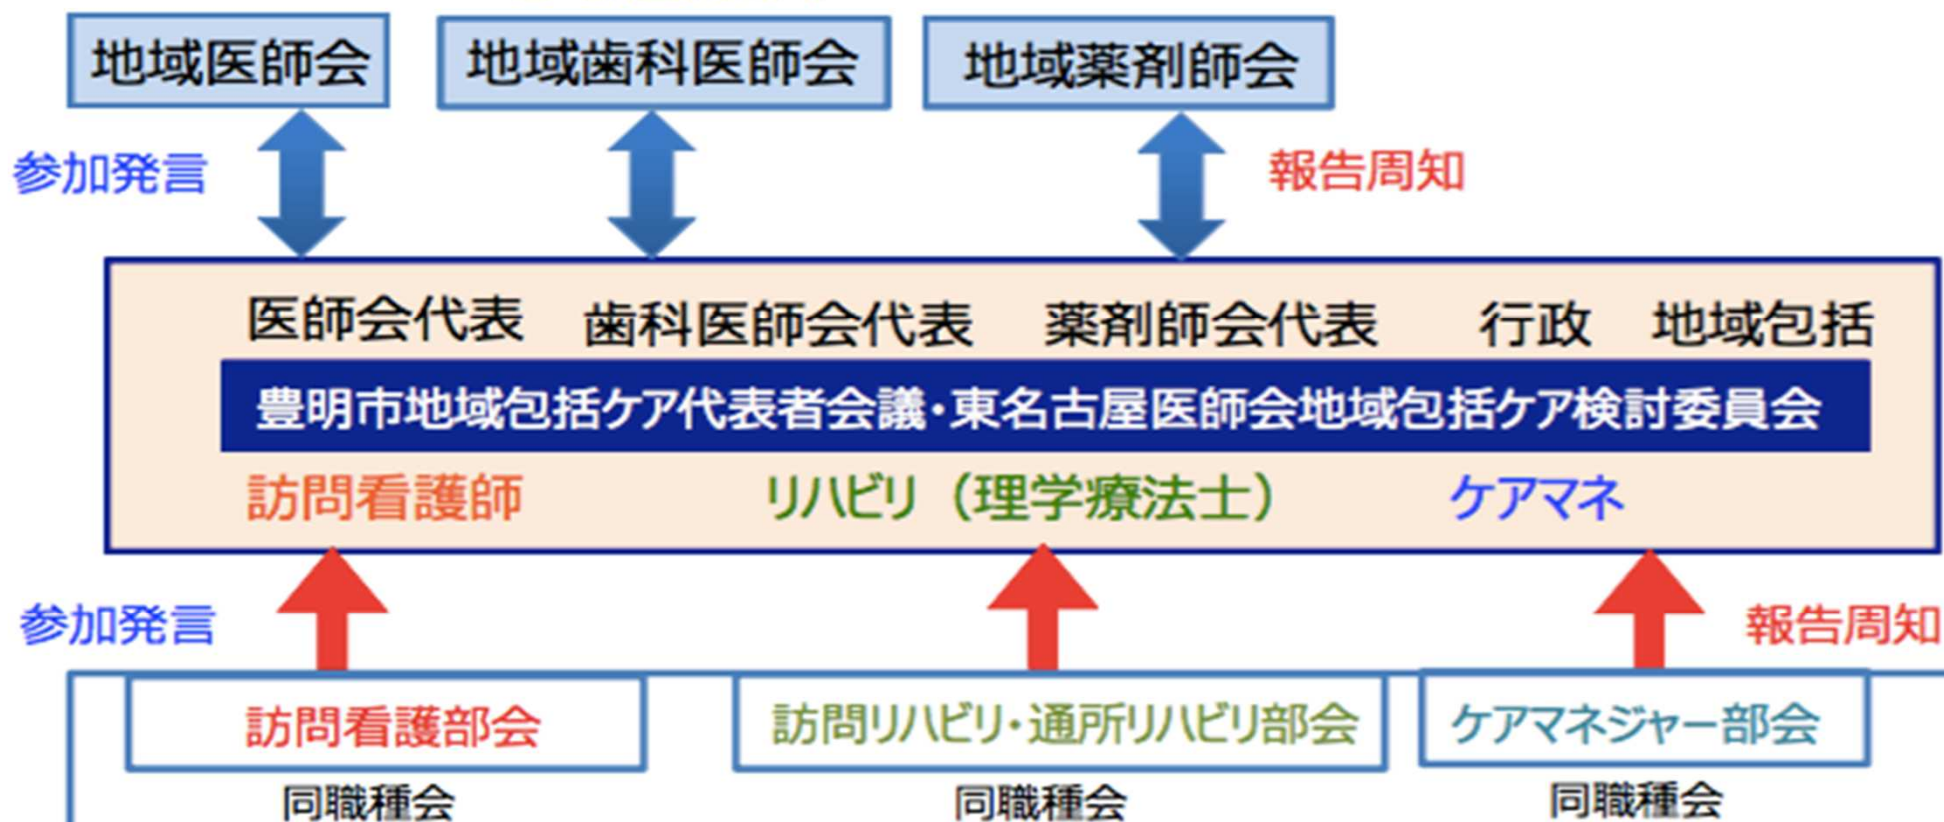 地域医師会 地域歯科医師会 地域薬剤師会
参加発言 報告周知
医師会代表 歯科医師会代表 薬剤師会代表 行政 地域包括
豊明市地域包括ケア代表者会議・東名古屋医師会地域包括ケア検討委員会
訪問看護師 リハビリ（理学療法士） ケアマネ
参加発言 報告周知
訪問看護部会 訪問リハビリ・通所リハビリ部会 ケアマネジャー部会
同職種会 同職種会 同職種会